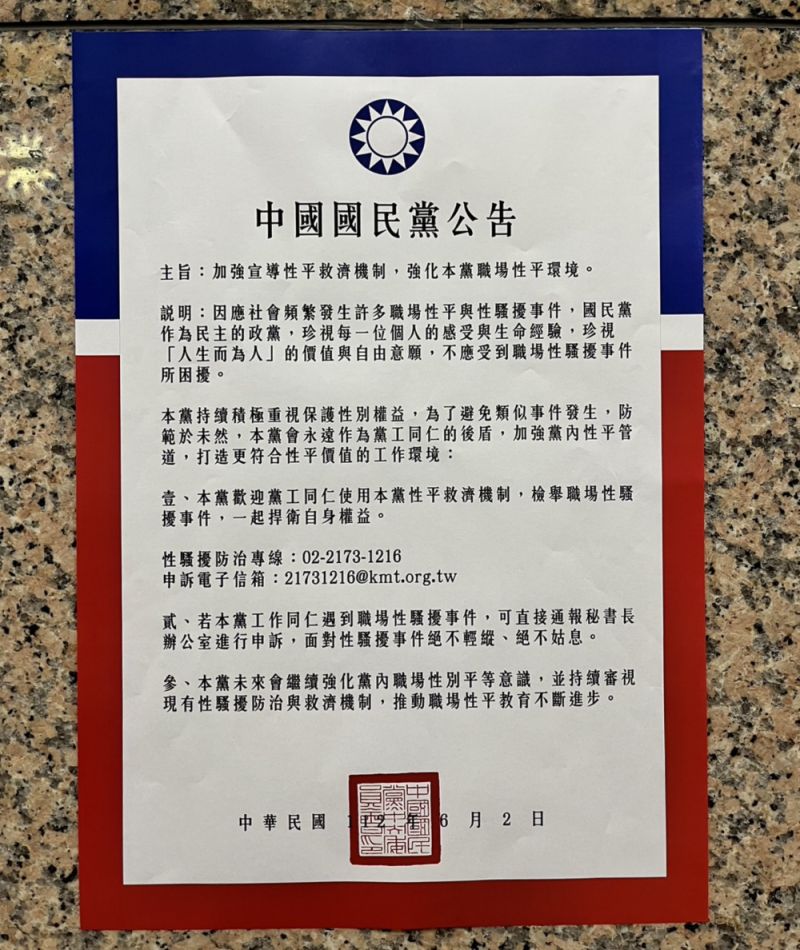 中國國民黨公告
主旨：加強宣導性平救濟機制，強化本黨職場性平環境。
說明：因應社會頻繁發生許多職場性平與性騷擾事件，國民黨
作為民主的政黨，珍視每一位個人的感受與生命經驗，珍視
「人生而為人」的價值與自由意願，不應受到職場性騷擾事件
所困擾。
本黨持續積極重視保護性別權益，為了避免類似事件發生，防
範於未然，本黨會永遠作為黨工同仁的後盾，加強黨內性平管
道，打造更符合性平價值的工作環境：
壹、本黨歡迎黨工同仁使用本黨性平救濟機制，檢舉職場性騷
擾事件，一起捍衛自身權益。
性騷擾防治專線：02-2173-1216
申訴電子信箱：21731216@kmt.org.tw
貳、若本黨工作同仁遇到職場性騷擾事件，可直接通報秘書長
辦公室進行申訴，面對性騷擾事件絕不輕縱、絕不姑息。
參、本黨未來會繼續強化黨內職場性別平等意識，並持續審視
現有性騷擾防治與救濟機制，推動職場性平教育不斷進步。
中華民國 112 年 6 月 2 日